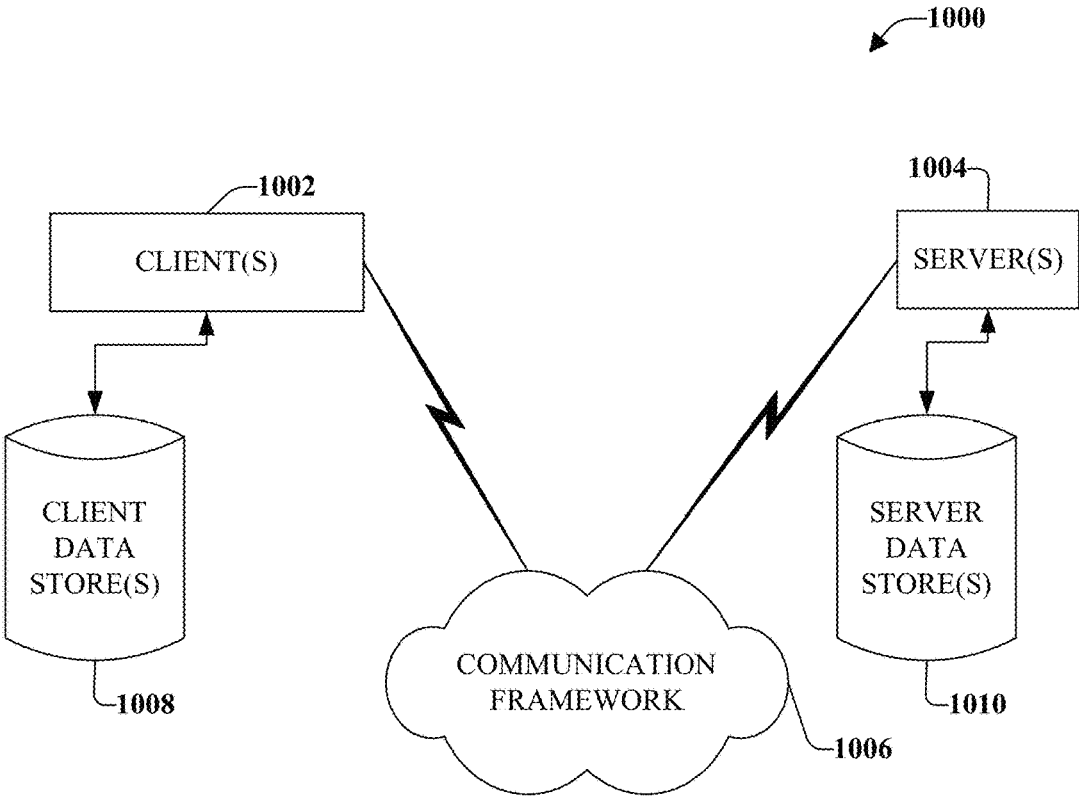 1000
1002
1004
CLIENT(S)
SERVER(S)
CLIENT
DATA
STORE(S)
SERVER
DATA
STORE(S)
COMMUNICATION
FRAMEWORK
1008
1010
1006